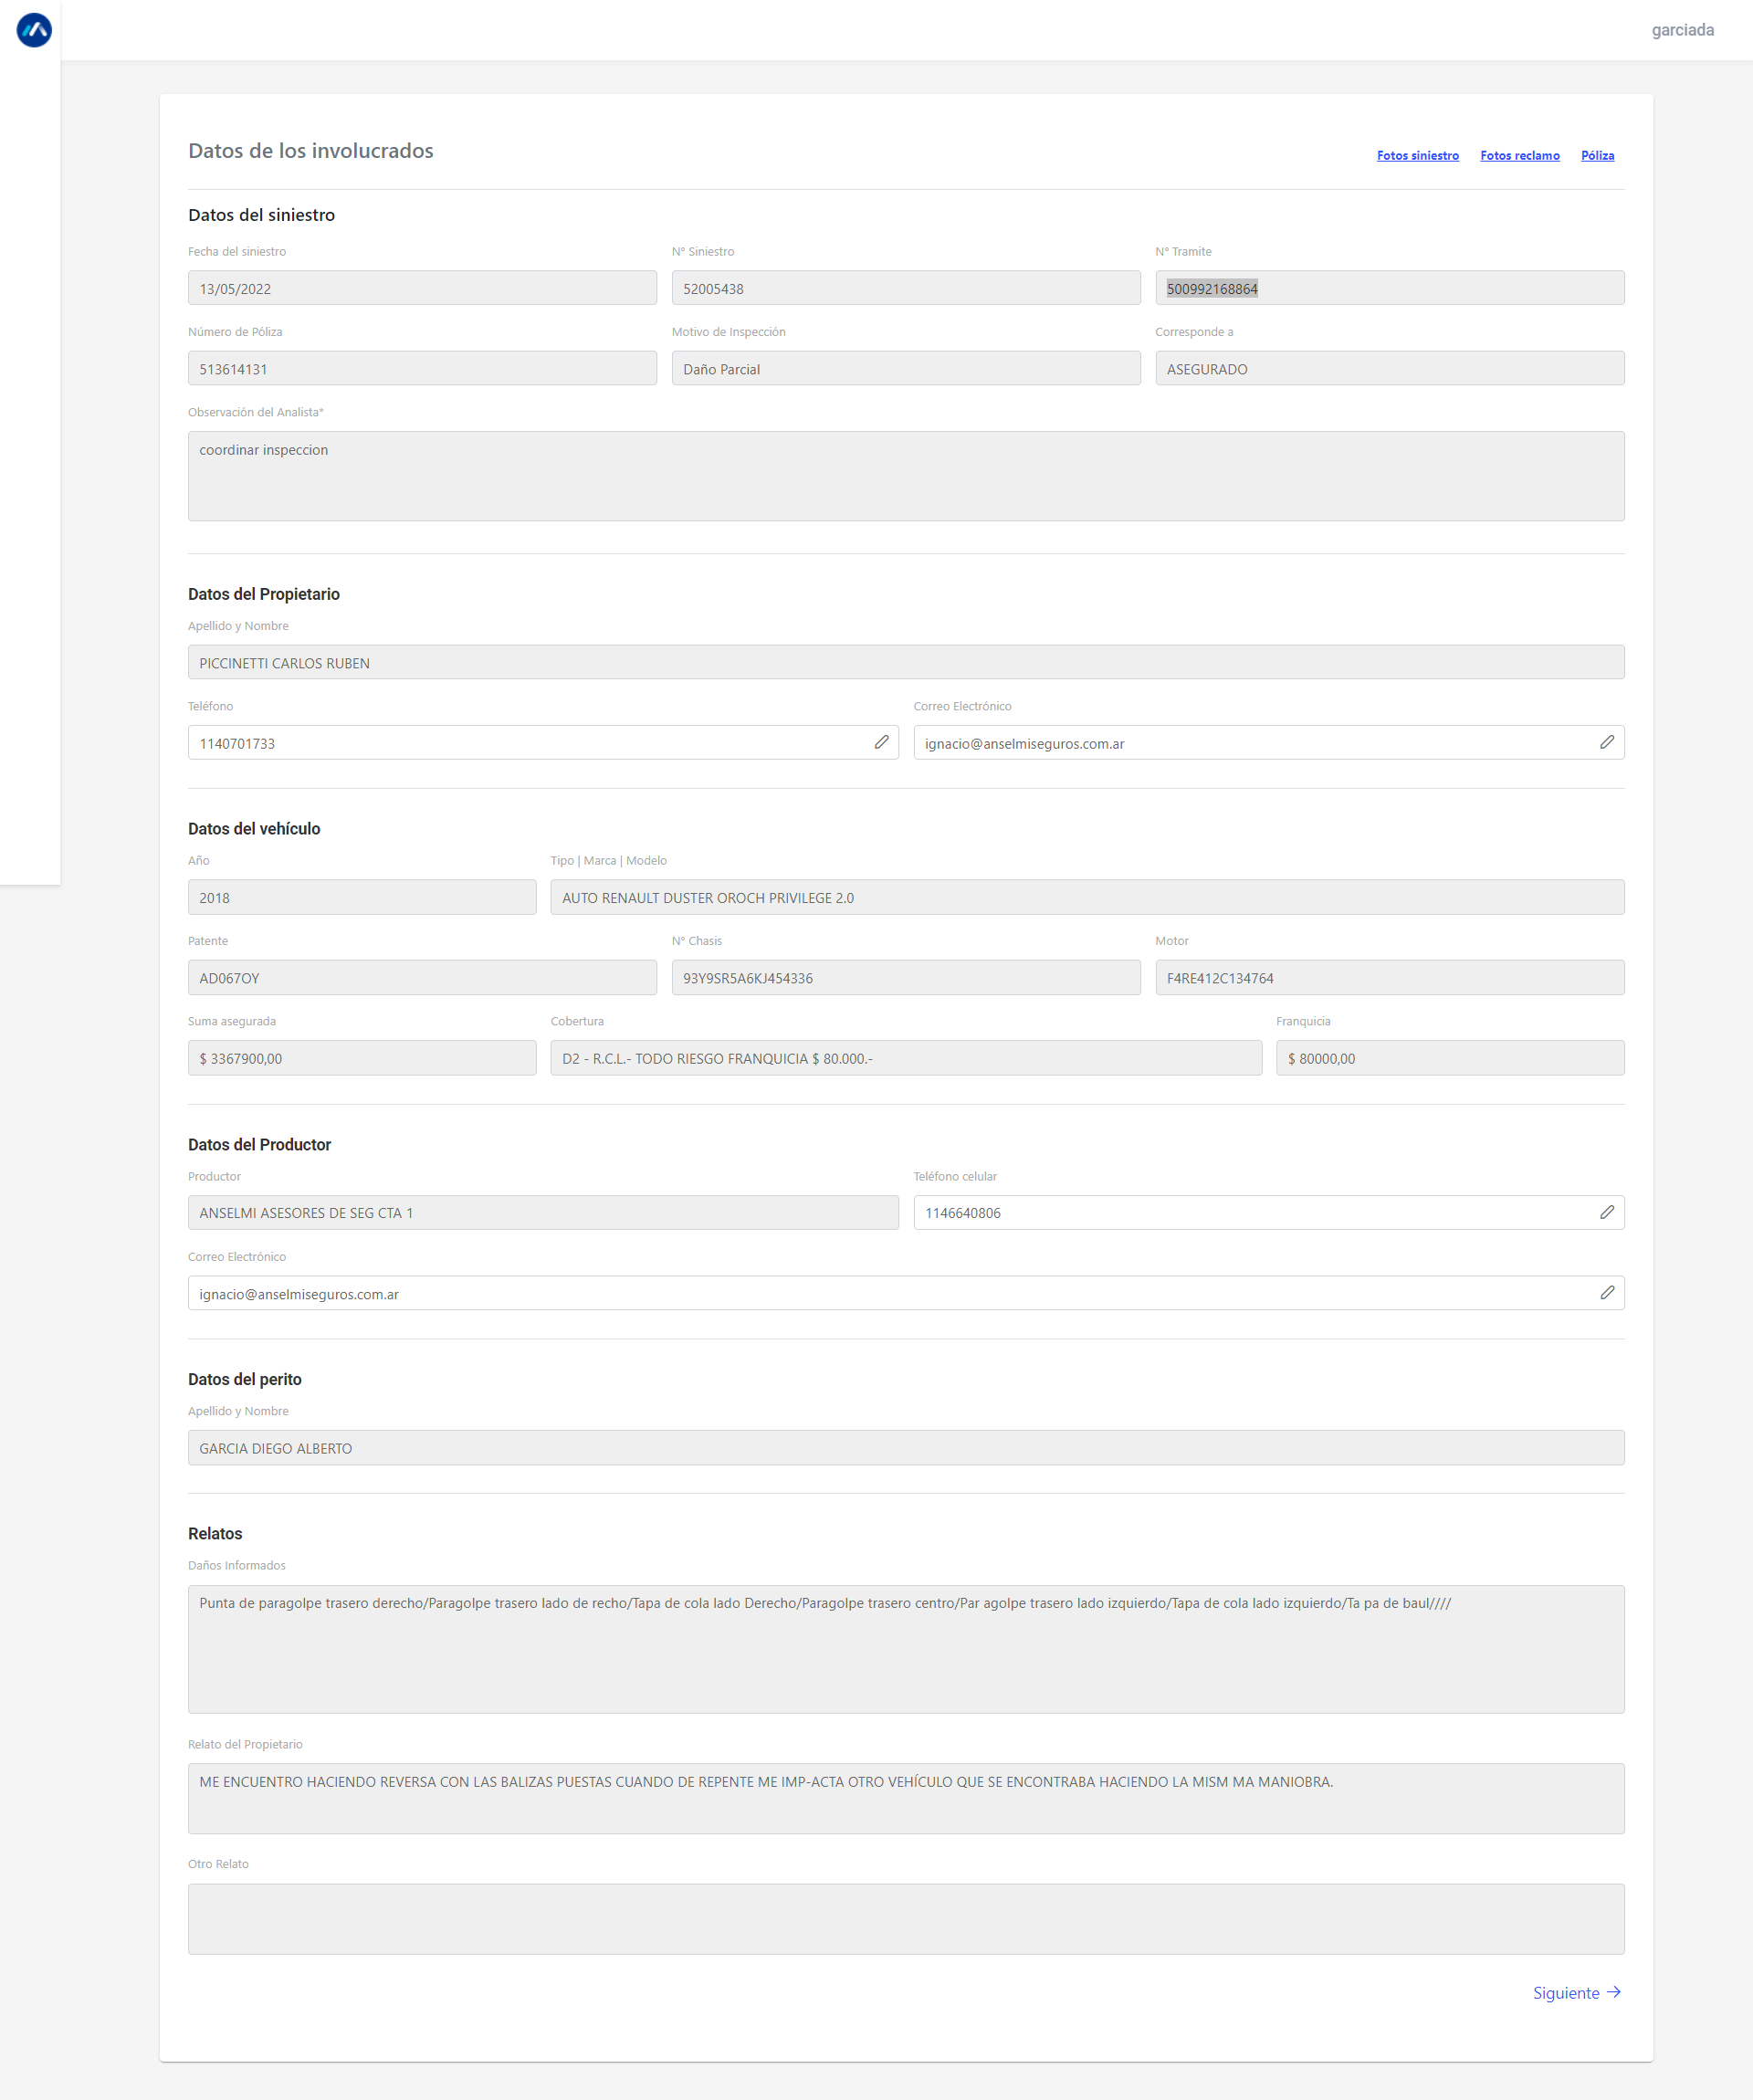 garciada
Datos de los involucrados
Fotos siniestro Fotos reclamo Póliza
Datos del siniestro
Fecha del siniestro N° Siniestro N° Tramite
13/05/2022 52005438 500992168864
Número de Póliza Motivo de Inspección Corresponde a
513614131 Daño Parcial ASEGURADO
Observación del Analista*
coordinar inspeccion
Datos del Propietario
Apellido y Nombre
PICCINETTI CARLOS RUBEN
Teléfono Correo Electrónico
1140701733 ignacio@anselmiseguros.com.ar
Datos del vehículo
Año Tipo | Marca | Modelo
2018 AUTO RENAULT DUSTER OROCH PRIVILEGE 2.0
Patente N° Chasis Motor
AD067OY 93Y9SR5A6KJ454336 F4RE412C134764
Suma asegurada Cobertura Franquicia
$ 3367900,00 D2 - R.C.L.- TODO RIESGO FRANQUICIA $ 80.000.- $ 80000,00
Datos del Productor
Productor Teléfono celular
ANSELMI ASESORES DE SEG CTA 1 1146640806
Correo Electrónico
ignacio@anselmiseguros.com.ar
Datos del perito
Apellido y Nombre
GARCIA DIEGO ALBERTO
Relatos
Daños Informados
Punta de paragolpe trasero derecho/Paragolpe trasero lado de recho/Tapa de cola lado Derecho/Paragolpe trasero centro/Par agolpe trasero lado izquierdo/Tapa de cola lado izquierdo/Ta pa de baul////
Relato del Propietario
ME ENCUENTRO HACIENDO REVERSA CON LAS BALIZAS PUESTAS CUANDO DE REPENTE ME IMP-ACTA OTRO VEHÍCULO QUE SE ENCONTRABA HACIENDO LA MISM MA MANIOBRA.
Otro Relato
Siguiente →